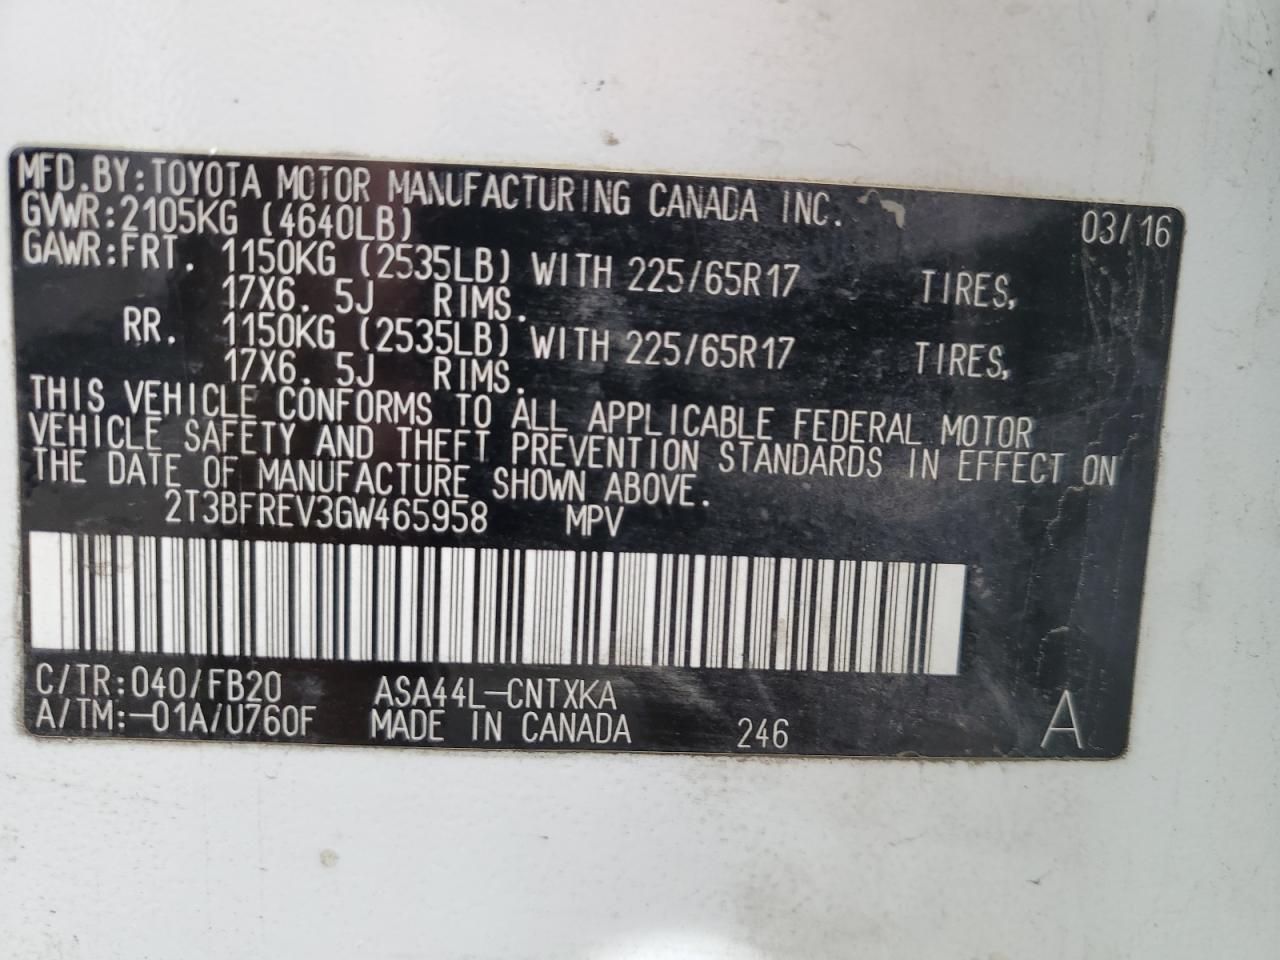 MFD.BY:TOYOTA MOTOR MANUFACTURING CANADA INC. 03/16
GVWR:2105KG (4640LB)
GAWR:FRT. 1150KG (2535LB) WITH 225/65R17 TIRES,
17X6. 5J RIMS.
RR. 1150KG (2535LB) WITH 225/65R17 TIRES,
17X6. 5J RIMS.
THIS VEHICLE CONFORMS TO ALL APPLICABLE FEDERAL MOTOR
VEHICLE SAFETY AND THEFT PREVENTION STANDARDS IN EFFECT ON
THE DATE OF MANUFACTURE SHOWN ABOVE.
2T3BFREV3GW465958 MPV
C/TR:040/FB20 ASA44L-CNTXKA
A/TM:-01A/U760F MADE IN CANADA 246 A